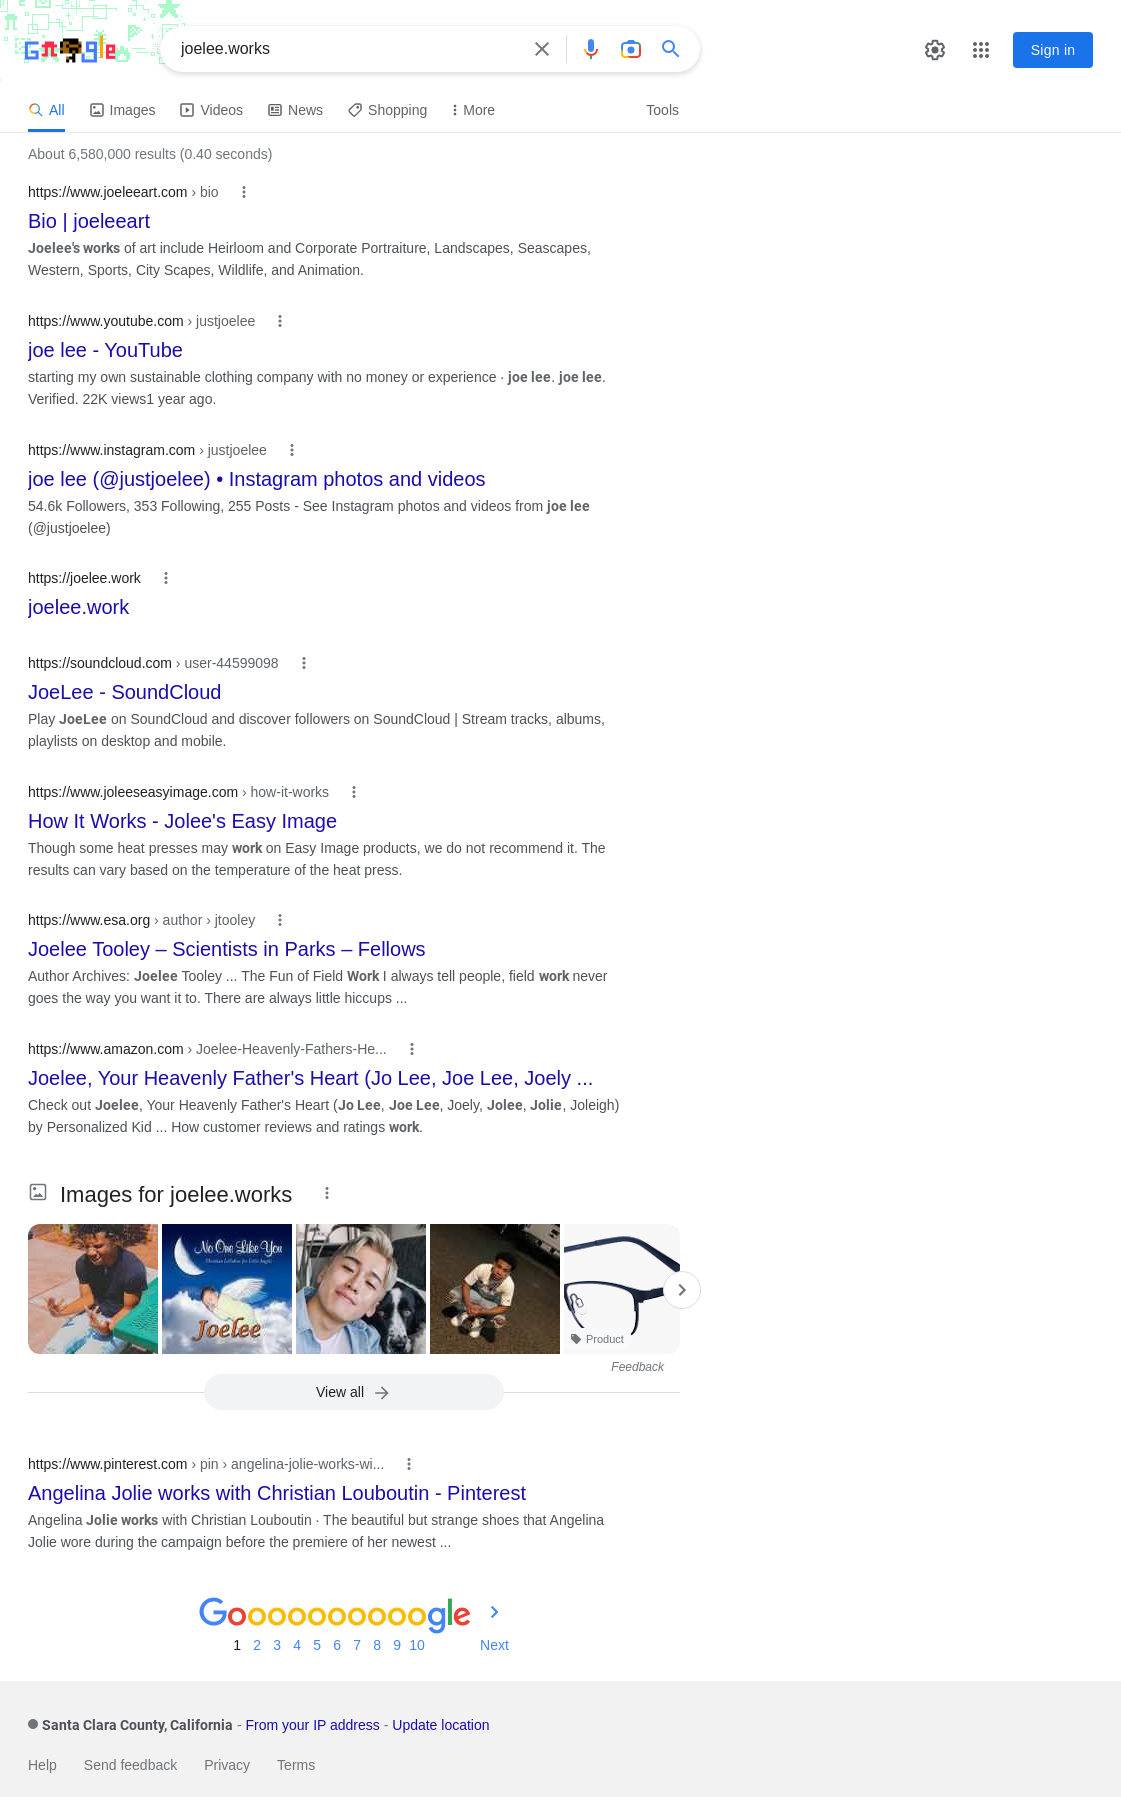 Google
joelee.works
Sign in
All
Images
Videos
News
Shopping
More
Tools
About 6,580,000 results (0.40 seconds)
https://www.joeleeart.com › bio
Bio | joeleeart
Joelee's works of art include Heirloom and Corporate Portraiture, Landscapes, Seascapes,
Western, Sports, City Scapes, Wildlife, and Animation.
https://www.youtube.com › justjoelee
joe lee - YouTube
starting my own sustainable clothing company with no money or experience · joe lee. joe lee.
Verified. 22K views1 year ago.
https://www.instagram.com › justjoelee
joe lee (@justjoelee) • Instagram photos and videos
54.6k Followers, 353 Following, 255 Posts - See Instagram photos and videos from joe lee
(@justjoelee)
https://joelee.work
joelee.work
https://soundcloud.com › user-44599098
JoeLee - SoundCloud
Play JoeLee on SoundCloud and discover followers on SoundCloud | Stream tracks, albums,
playlists on desktop and mobile.
https://www.joleeseasyimage.com › how-it-works
How It Works - Jolee's Easy Image
Though some heat presses may work on Easy Image products, we do not recommend it. The
results can vary based on the temperature of the heat press.
https://www.esa.org › author › jtooley
Joelee Tooley – Scientists in Parks – Fellows
Author Archives: Joelee Tooley ... The Fun of Field Work I always tell people, field work never
goes the way you want it to. There are always little hiccups ...
https://www.amazon.com › Joelee-Heavenly-Fathers-He...
Joelee, Your Heavenly Father's Heart (Jo Lee, Joe Lee, Joely ...
Check out Joelee, Your Heavenly Father's Heart (Jo Lee, Joe Lee, Joely, Jolee, Jolie, Joleigh)
by Personalized Kid ... How customer reviews and ratings work.
Images for joelee.works
No One Like You
Christian Lullabies for Little Angels
Joelee
Product
Feedback
View all
https://www.pinterest.com › pin › angelina-jolie-works-wi...
Angelina Jolie works with Christian Louboutin - Pinterest
Angelina Jolie works with Christian Louboutin · The beautiful but strange shoes that Angelina
Jolie wore during the campaign before the premiere of her newest ...
Goooooooooogle
1 2 3 4 5 6 7 8 9 10 Next
Santa Clara County, California - From your IP address - Update location
Help
Send feedback
Privacy
Terms